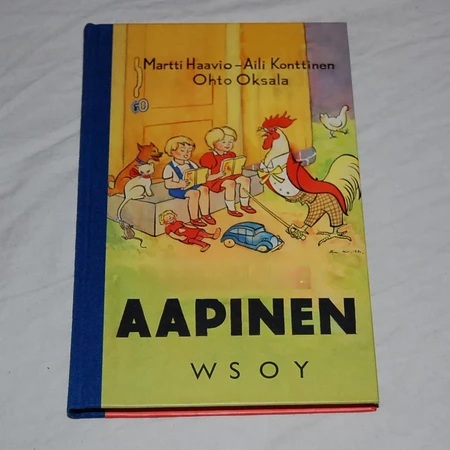 Martti Haavio – Aili Konttinen
Ohto Oksala
AAPINEN
WSOY